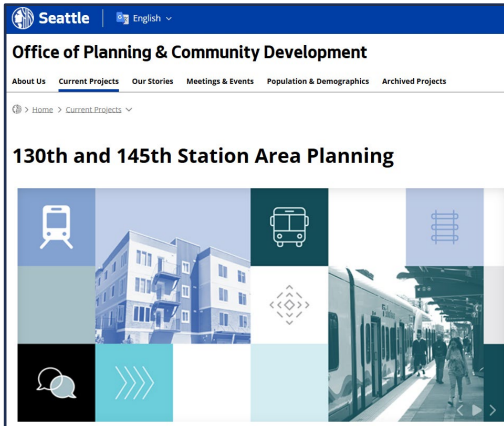 Seattle
English
Office of Planning & Community Development
About Us Current Projects Our Stories Meetings & Events Population & Demographics Archived Projects
> Home > Current Projects
130th and 145th Station Area Planning